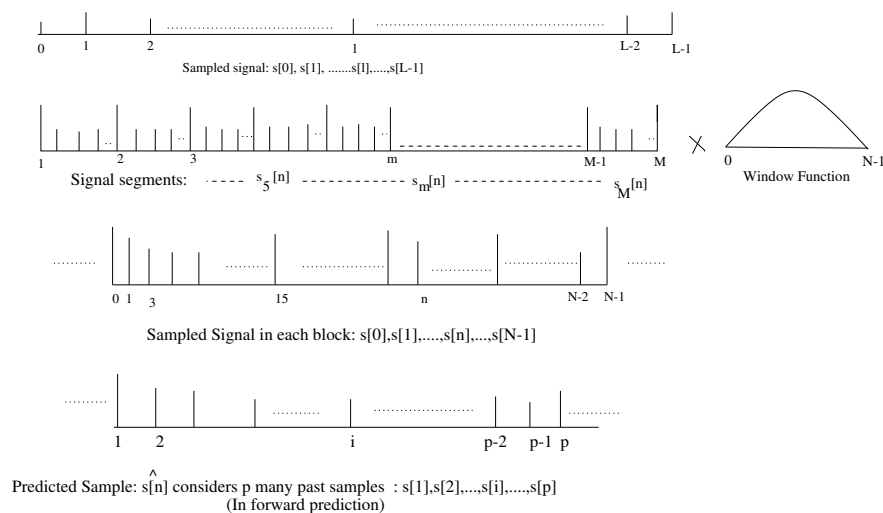 0 1 2 l L-2 L-1
Sampled signal: s[0], s[1], .......s[l],....,s[L-1]
1 2 3 m M-1 M
0 N-1
Window Function
Signal segments: s5[n] sm[n] sM[n]
0 1 3 15 n N-2 N-1
Sampled Signal in each block: s[0],s[1],....,s[n],...,s[N-1]
1 2 i p-2 p-1 p
Predicted Sample: ŝ[n] considers p many past samples : s[1],s[2],...,s[i],....,s[p]
(In forward prediction)